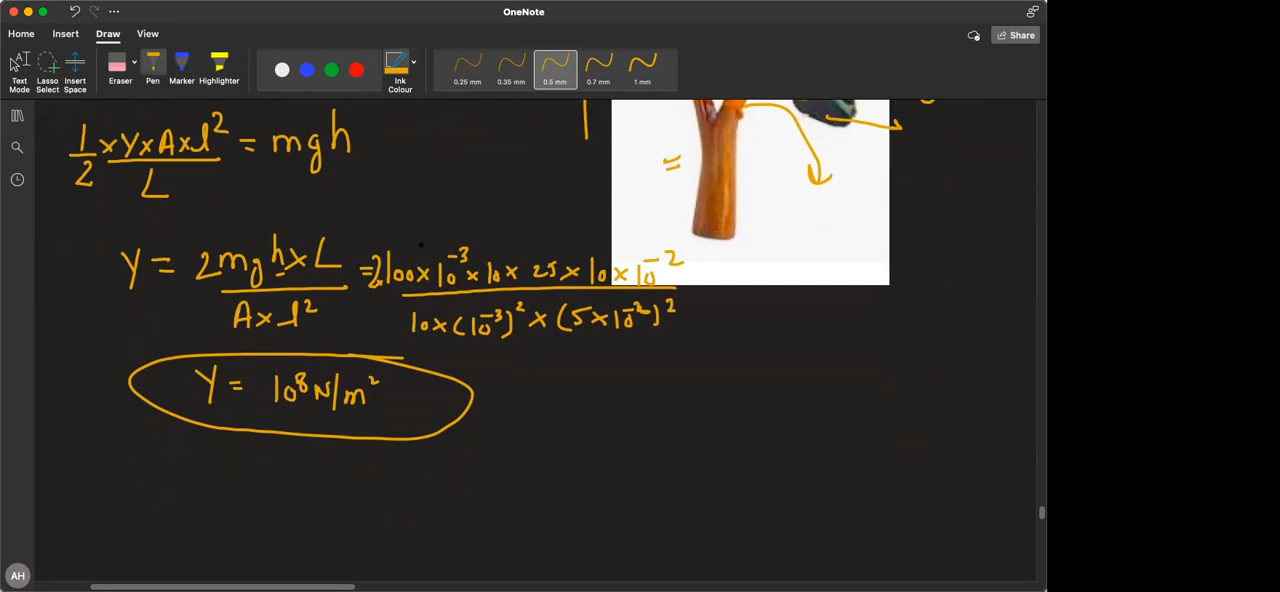 OneNote
Home Insert Draw View
Share
Text Mode
Lasso Select
Insert Space
Eraser
Pen
Marker
Highlighter
Ink Colour
0.25 mm
0.35 mm
0.5 mm
0.7 mm
1 mm
1/2 × Y × A × l² / L = mgh
=
Y = 2mgh × L / A × l² = 2.100 × 10⁻³ × 10 × 25 × 10 × 10⁻² / 10 × (10⁻³)² × (5 × 10⁻²)²
Y = 10⁸ N/m²
AH